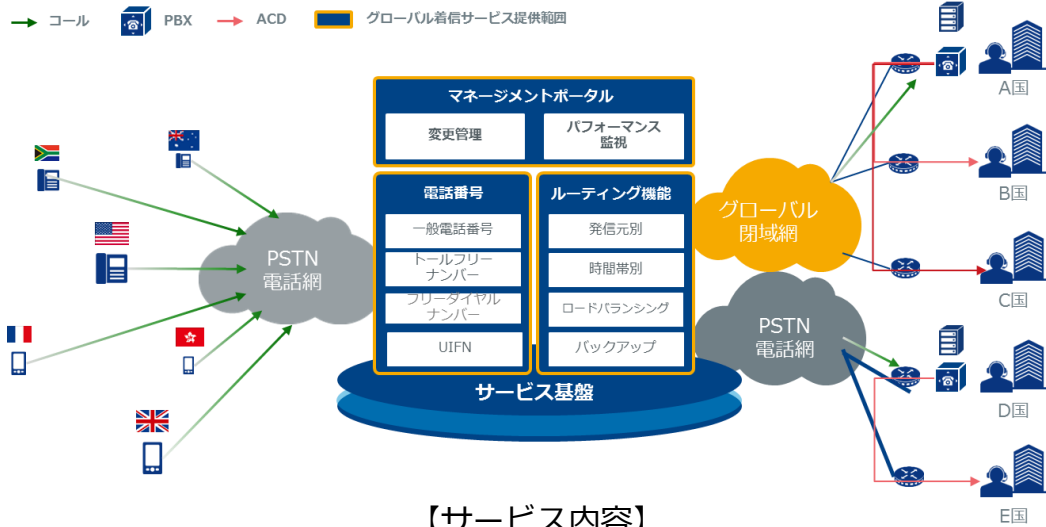 コール
PBX
ACD
グローバル着信サービス提供範囲
マネージメントポータル
変更管理
パフォーマンス
監視
電話番号
一般電話番号
トールフリー
ナンバー
フリーダイヤル
ナンバー
UIFN
ルーティング機能
発信元別
時間帯別
ロードバランシング
バックアップ
サービス基盤
PSTN
電話網
グローバル
閉域網
PSTN
電話網
A国
B国
C国
D国
E国
【サービス内容】